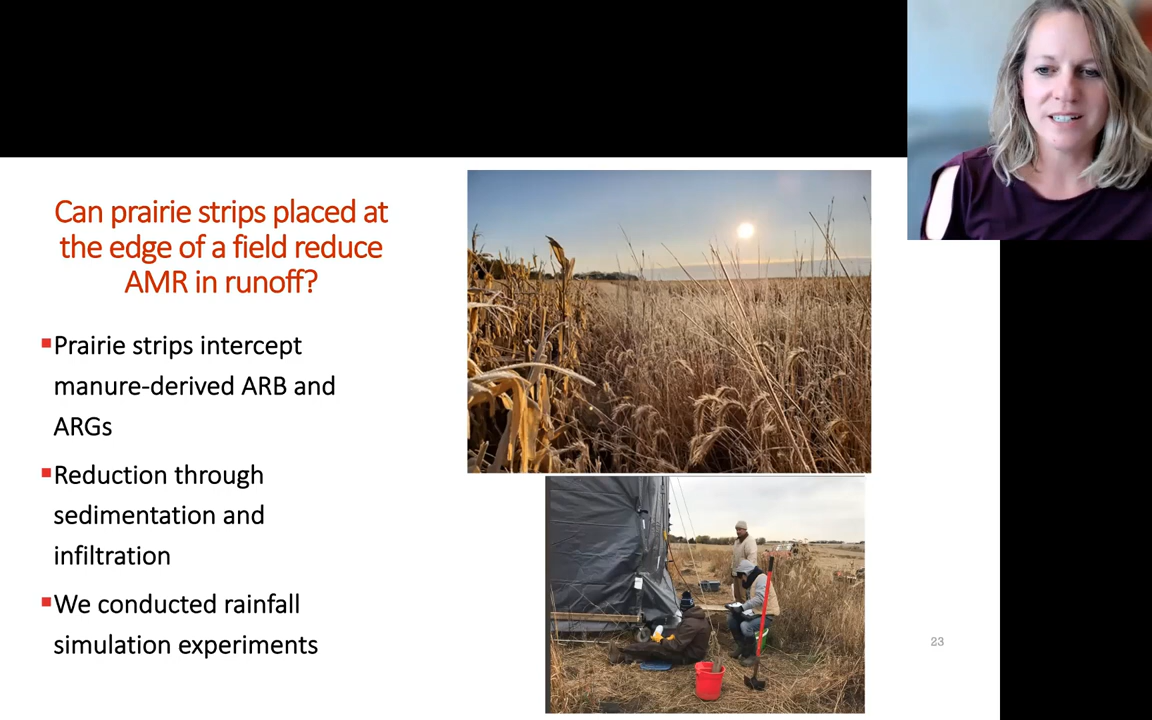 Can prairie strips placed at
the edge of a field reduce
AMR in runoff?
▪Prairie strips intercept
manure-derived ARB and
ARGs
▪Reduction through
sedimentation and
infiltration
▪We conducted rainfall
simulation experiments
23